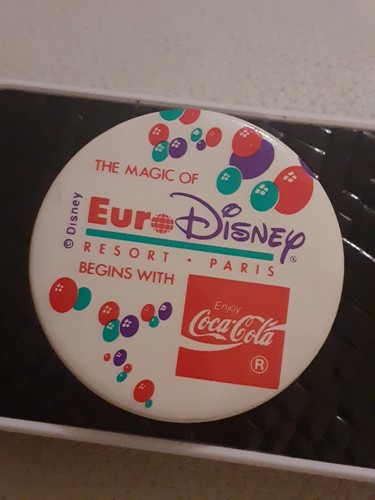 THE MAGIC OF
© Disney
Euro Disney®
RESORT · PARIS
BEGINS WITH
Enjoy
Coca-Cola
®